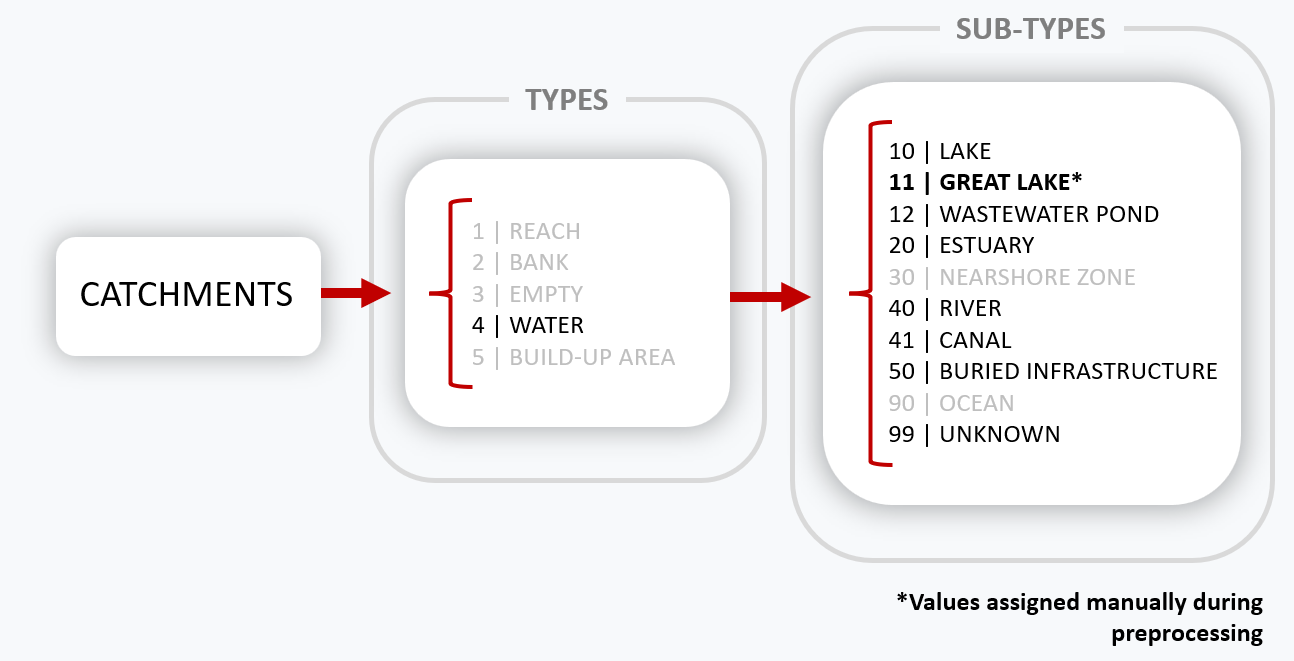 CATCHMENTS
TYPES
1 | REACH
2 | BANK
3 | EMPTY
4 | WATER
5 | BUILD-UP AREA
SUB-TYPES
10 | LAKE
11 | GREAT LAKE*
12 | WASTEWATER POND
20 | ESTUARY
30 | NEARSHORE ZONE
40 | RIVER
41 | CANAL
50 | BURIED INFRASTRUCTURE
90 | OCEAN
99 | UNKNOWN
*Values assigned manually during
preprocessing